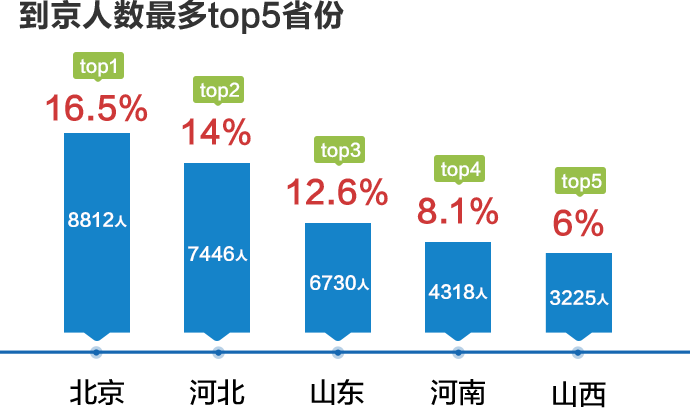 到京人数最多top5省份
top1
16.5%
8812人
top2
14%
7446人
top3
12.6%
6730人
top4
8.1%
4318人
top5
6%
3225人
北京
河北
山东
河南
山西